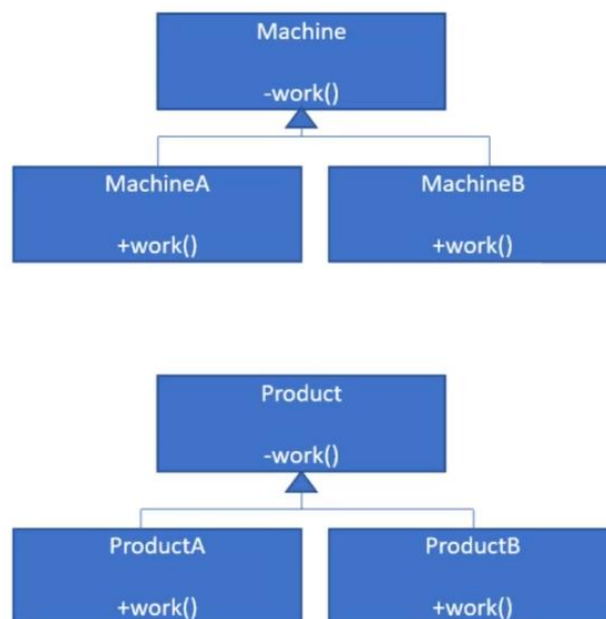 Machine
-work()
MachineA
+work()
MachineB
+work()
Product
-work()
ProductA
+work()
ProductB
+work()